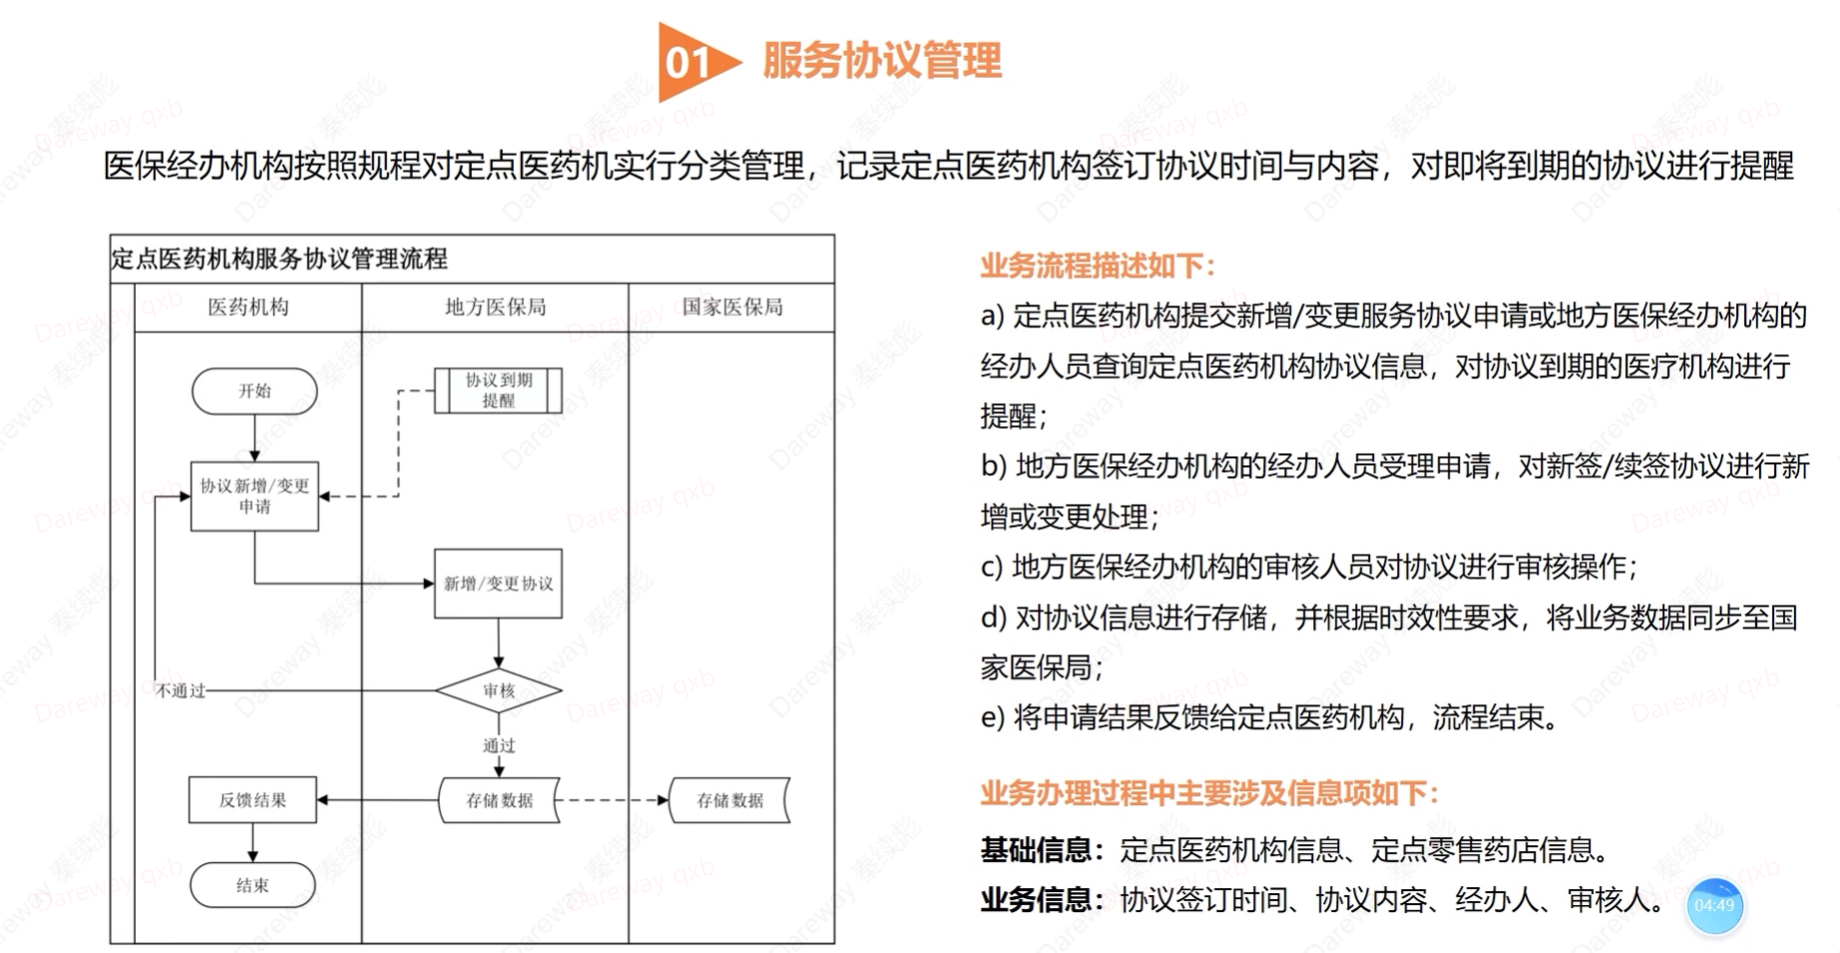 01 服务协议管理
医保经办机构按照规程对定点医药机实行分类管理，记录定点医药机构签订协议时间与内容，对即将到期的协议进行提醒
定点医药机构服务协议管理流程
医药机构 地方医保局 国家医保局
开始
协议到期
提醒
协议新增/变更
申请
新增/变更协议
审核
不通过
通过
反馈结果 存储数据 存储数据
结束
业务流程描述如下：
a) 定点医药机构提交新增/变更服务协议申请或地方医保经办机构的
经办人员查询定点医药机构协议信息，对协议到期的医疗机构进行
提醒；
b) 地方医保经办机构的经办人员受理申请，对新签/续签协议进行新
增或变更处理；
c) 地方医保经办机构的审核人员对协议进行审核操作；
d) 对协议信息进行存储，并根据时效性要求，将业务数据同步至国
家医保局；
e) 将申请结果反馈给定点医药机构，流程结束。
业务办理过程中主要涉及信息项如下：
基础信息：定点医药机构信息、定点零售药店信息。
业务信息：协议签订时间、协议内容、经办人、审核人。
04:49
Dareway qxb
Dareway 秦续彪